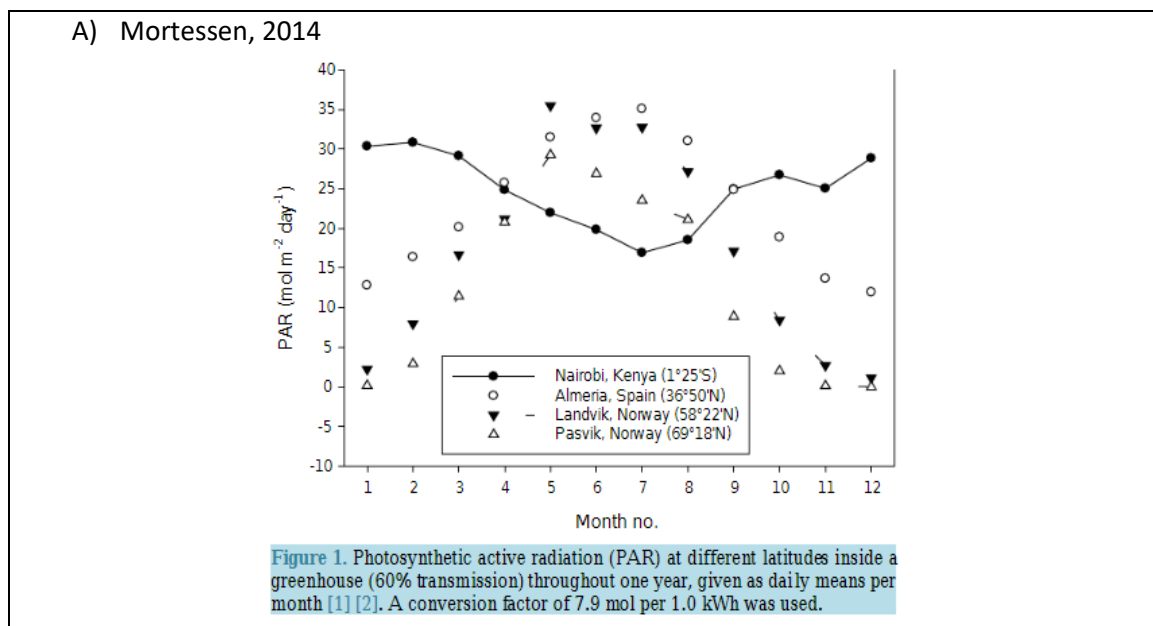 A) Mortessen, 2014
40
35
30
25
20
15
10
5
0
-5
-10
PAR (mol m-2 day-1)
Nairobi, Kenya (1°25'S)
Almeria, Spain (36°50'N)
Landvik, Norway (58°22'N)
Pasvik, Norway (69°18'N)
1 2 3 4 5 6 7 8 9 10 11 12
Month no.
Figure 1. Photosynthetic active radiation (PAR) at different latitudes inside a
greenhouse (60% transmission) throughout one year, given as daily means per
month [1] [2]. A conversion factor of 7.9 mol per 1.0 kWh was used.